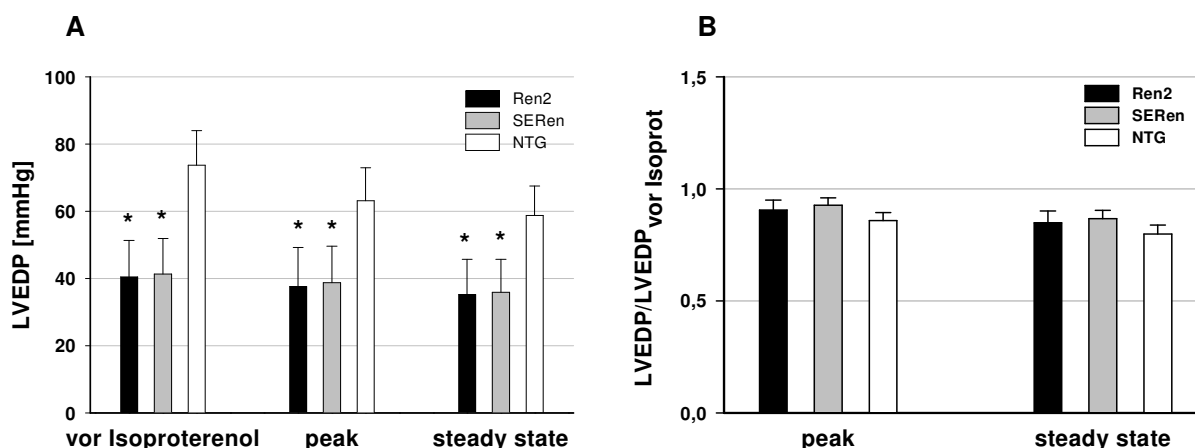 A
LVEDP [mmHg]
100
80
60
40
20
0
Ren2
SERen
NTG
* *
* *
* *
vor Isoproterenol peak steady state
B
LVEDP/LVEDPvor Isoprot
1,5
1,0
0,5
0,0
Ren2
SERen
NTG
peak steady state